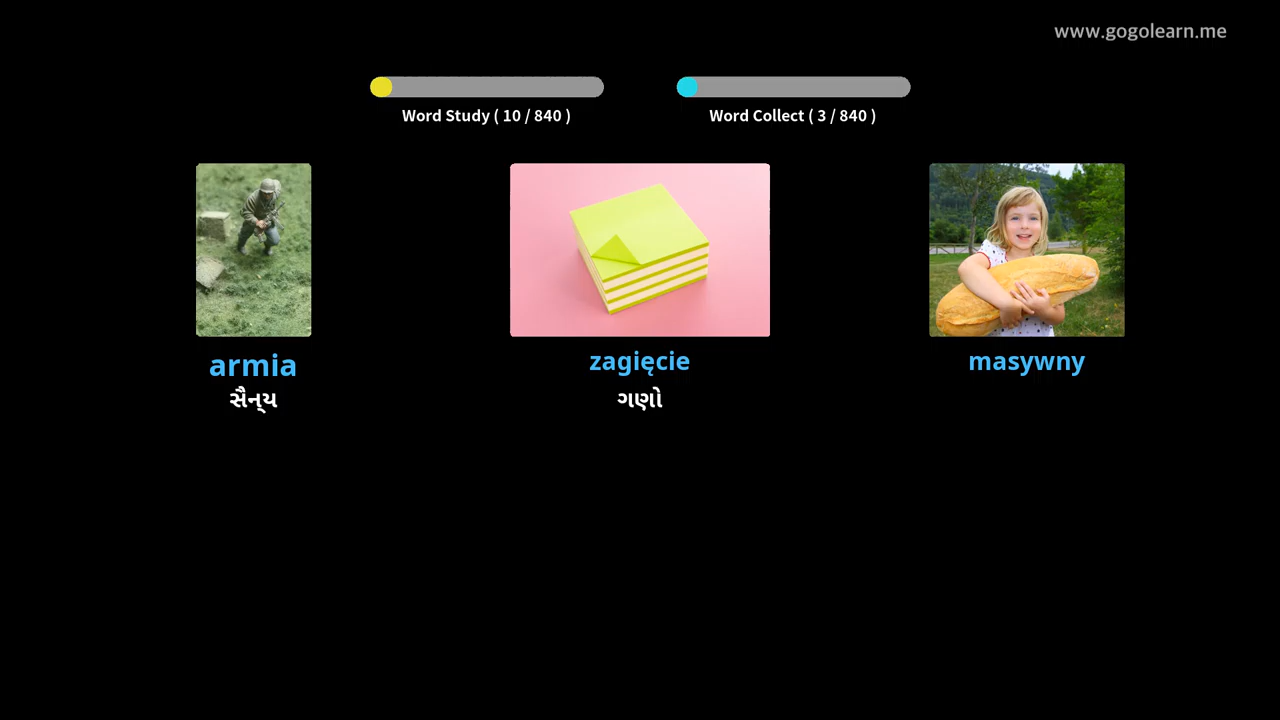 www.gogolearn.me
Word Study ( 10 / 840 )
Word Collect ( 3 / 840 )
armia
zagięcie
masywny
સૈન્ય
ગણો